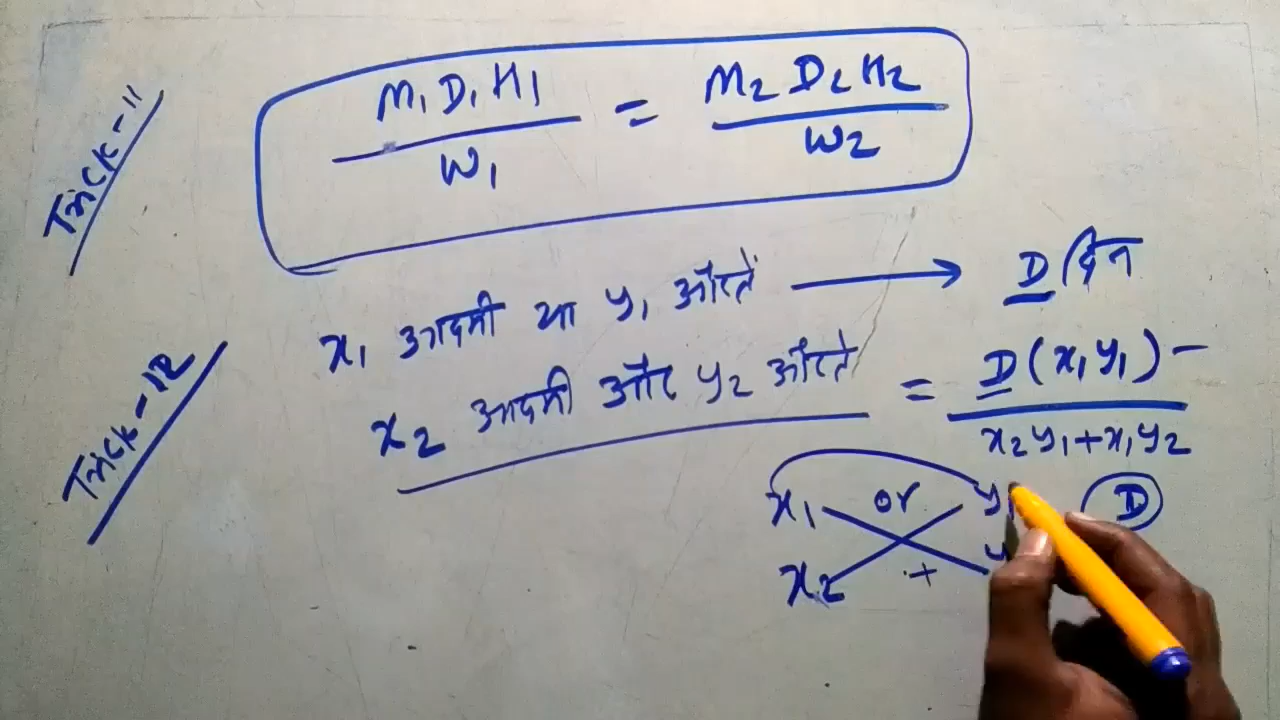 Trick-11
M₁ D₁ H₁ / W₁ = M₂ D₂ H₂ / W₂
Trick-12
x₁ आदमी या y₁ औरतें → D दिन
x₂ आदमी और y₂ औरतें = D(x₁y₁) - / x₂y₁+x₁y₂
x₁ or y₁ D
x₂ + y